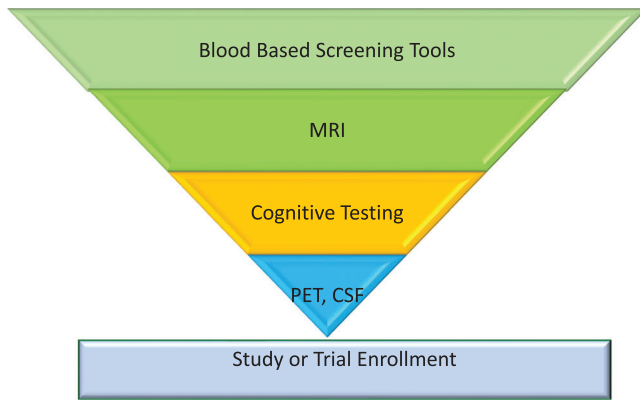 Blood Based Screening Tools
MRI
Cognitive Testing
PET, CSF
Study or Trial Enrollment